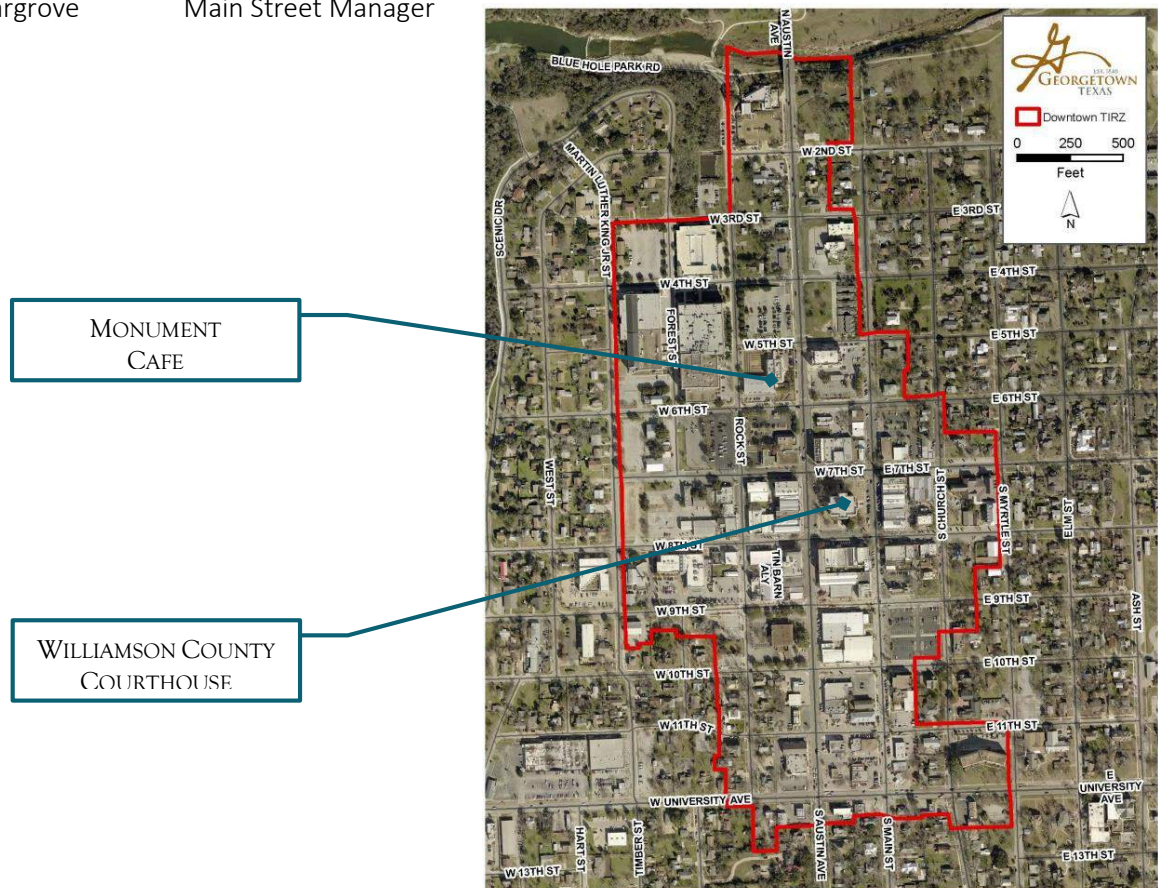 argrove Main Street Manager
MONUMENT
CAFE
WILLIAMSON COUNTY
COURTHOUSE
GEORGETOWN
TEXAS
Downtown TIRZ
0 250 500
Feet
N
N AUSTIN
AVE
BLUE HOLE PARK RD
MARTIN LUTHER KING JR ST
SCENIC DR
W 2ND ST
W 3RD ST
E 3RD ST
W 4TH ST
E 4TH ST
FOREST ST
W 5TH ST
E 5TH ST
W 6TH ST
E 6TH ST
ROCK ST
WEST ST
W 7TH ST
E 7TH ST
S CHURCH ST
S MYRTLE ST
ELM ST
W 8TH ST
TIN BARN
ALY
W 9TH ST
E 9TH ST
ASH ST
W 10TH ST
E 10TH ST
W 11TH ST
E 11TH ST
W UNIVERSITY AVE
E
UNIVERSITY
AVE
HART ST
TIMBER ST
S AUSTIN AVE
S MAIN ST
W 13TH ST
E 13TH ST